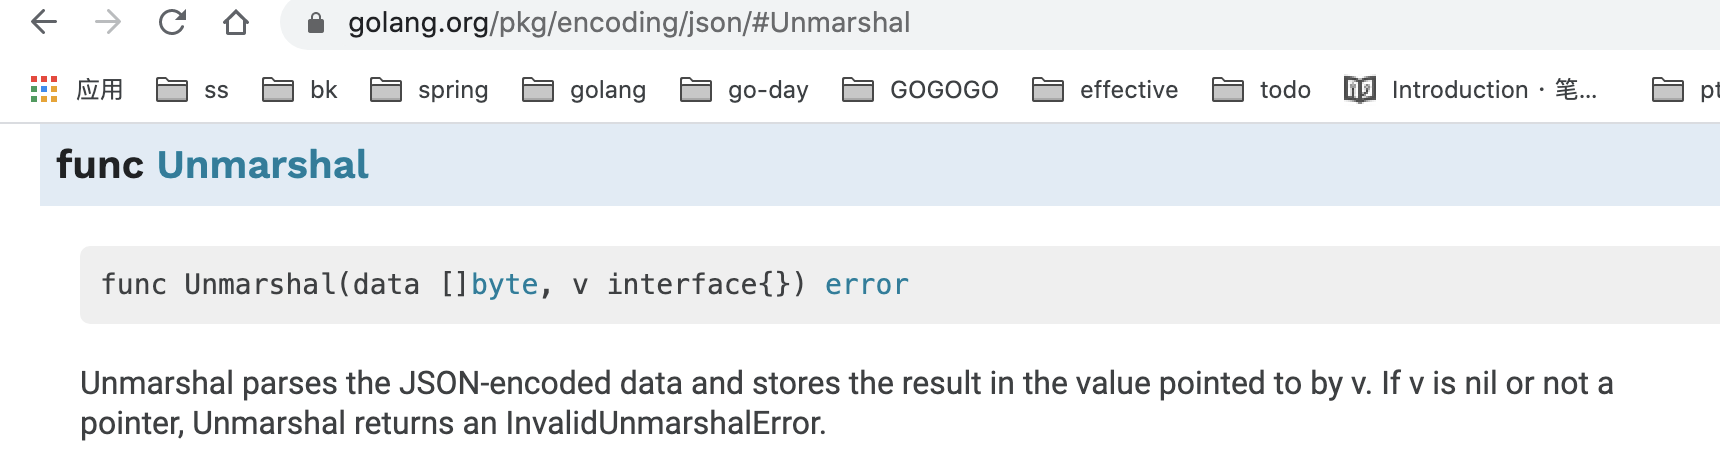 golang.org/pkg/encoding/json/#Unmarshal
应用 ss bk spring golang go-day GOGOGO effective todo Introduction · 笔... pt
func Unmarshal
func Unmarshal(data []byte, v interface{}) error
Unmarshal parses the JSON-encoded data and stores the result in the value pointed to by v. If v is nil or not a
pointer, Unmarshal returns an InvalidUnmarshalError.